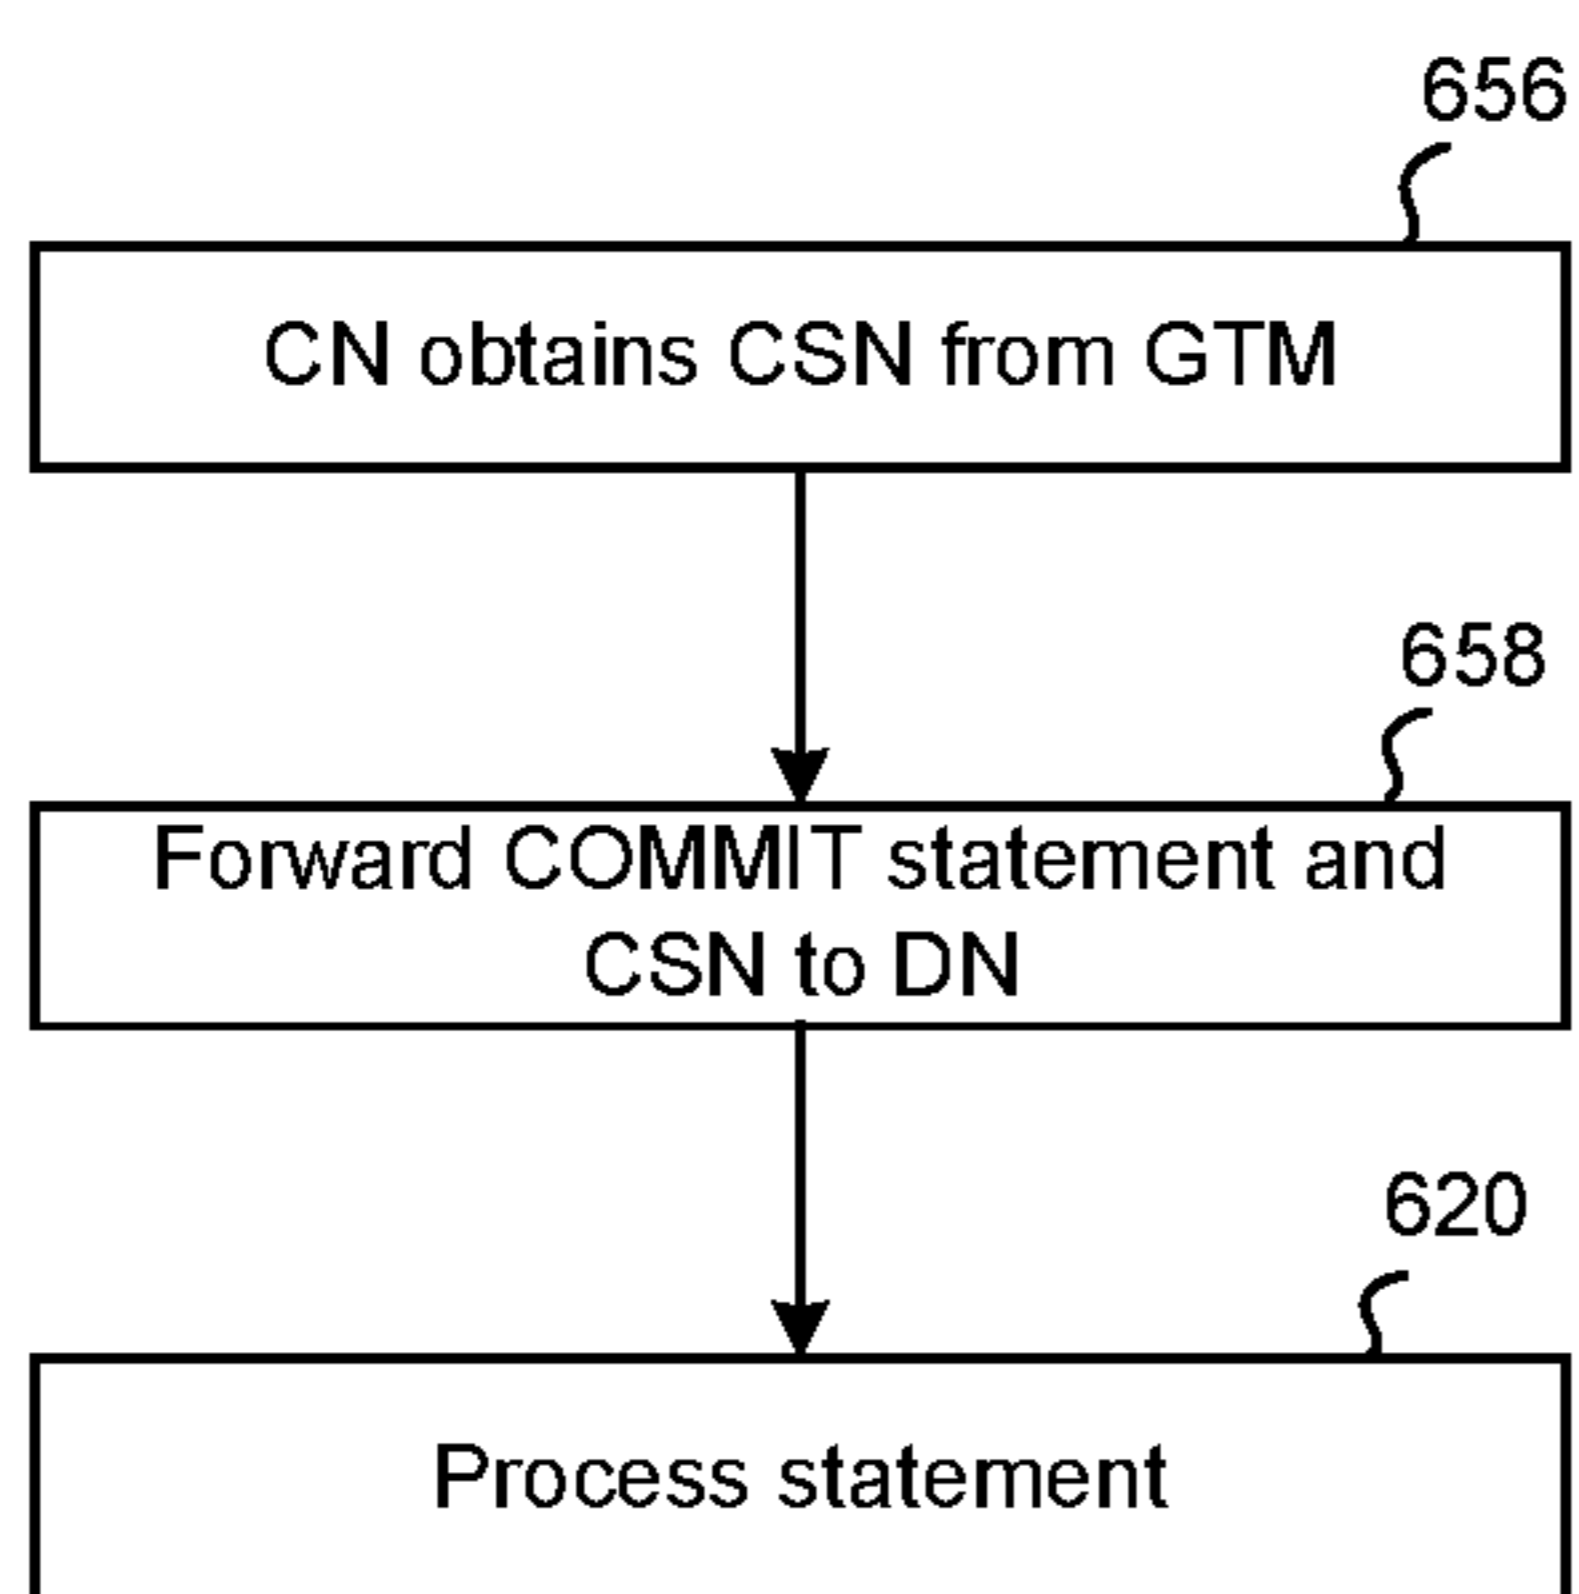 656
CN obtains CSN from GTM
658
Forward COMMIT statement and
CSN to DN
620
Process statement